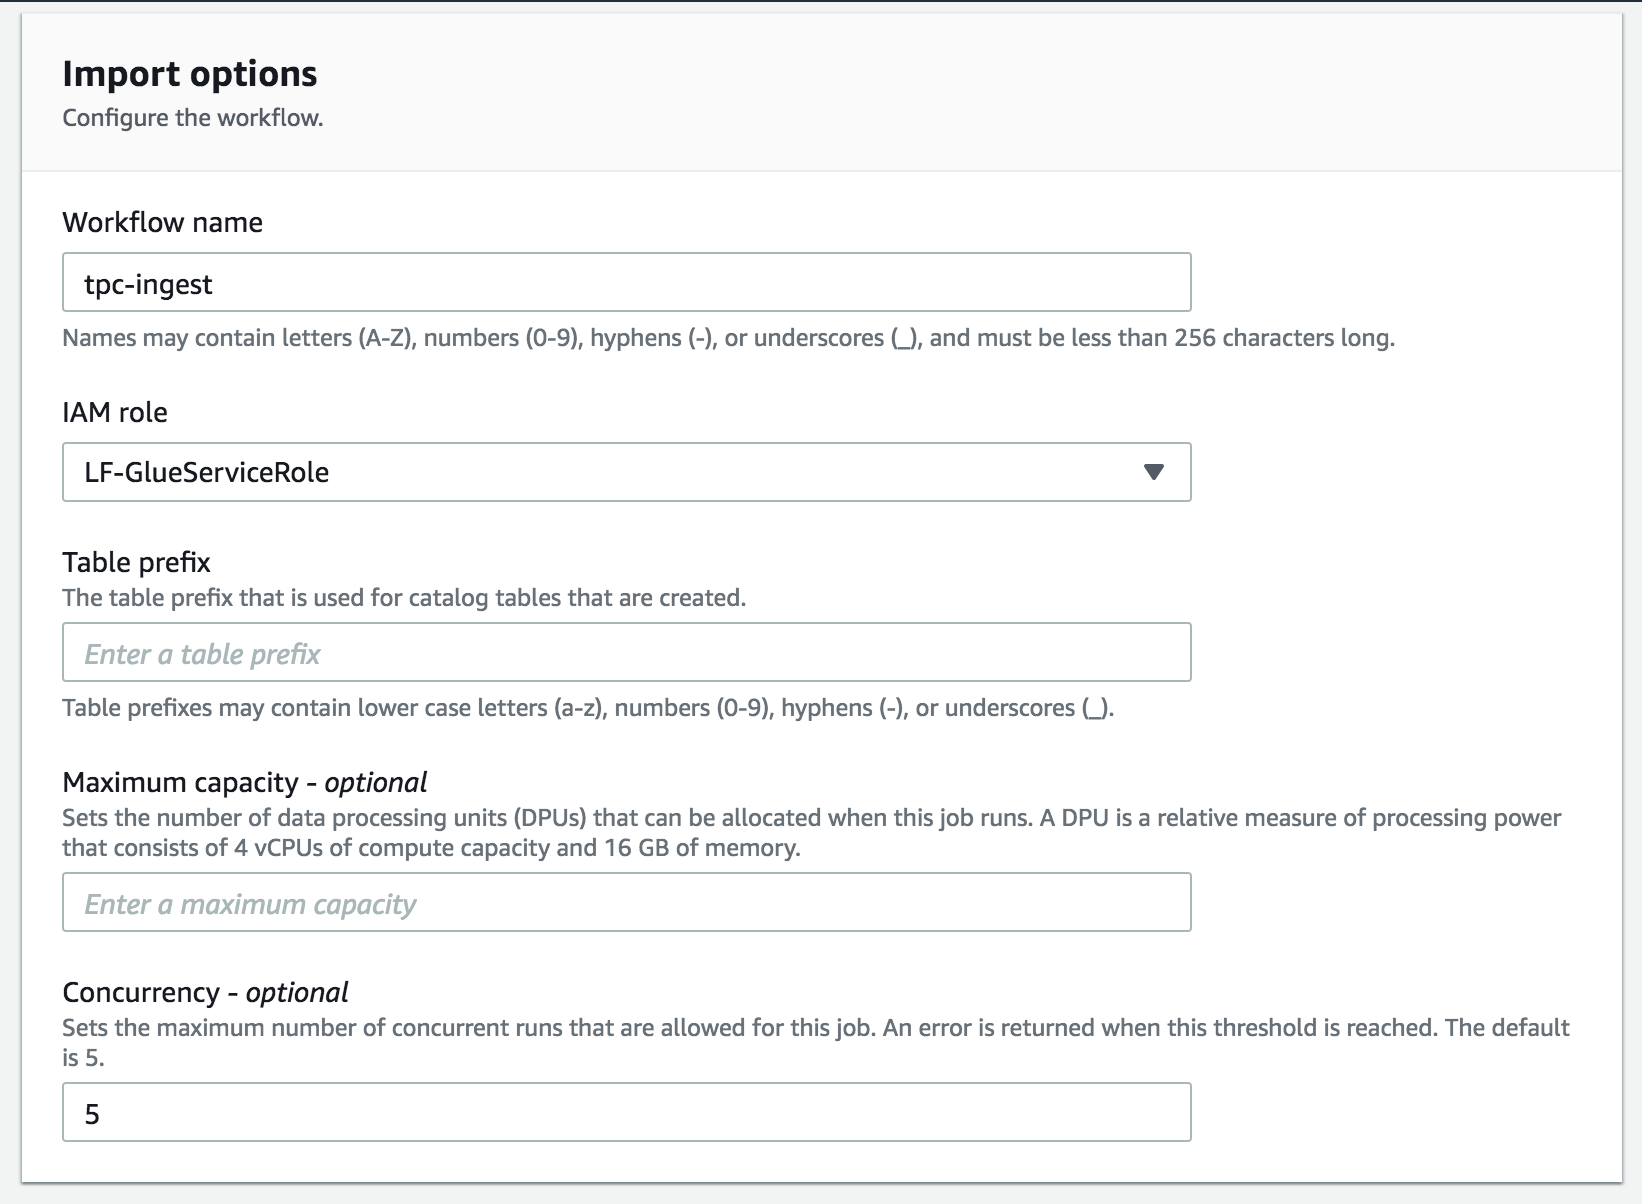 Import options
Configure the workflow.
Workflow name
tpc-ingest
Names may contain letters (A-Z), numbers (0-9), hyphens (-), or underscores (_), and must be less than 256 characters long.
IAM role
LF-GlueServiceRole
Table prefix
The table prefix that is used for catalog tables that are created.
Enter a table prefix
Table prefixes may contain lower case letters (a-z), numbers (0-9), hyphens (-), or underscores (_).
Maximum capacity - optional
Sets the number of data processing units (DPUs) that can be allocated when this job runs. A DPU is a relative measure of processing power
that consists of 4 vCPUs of compute capacity and 16 GB of memory.
Enter a maximum capacity
Concurrency - optional
Sets the maximum number of concurrent runs that are allowed for this job. An error is returned when this threshold is reached. The default
is 5.
5